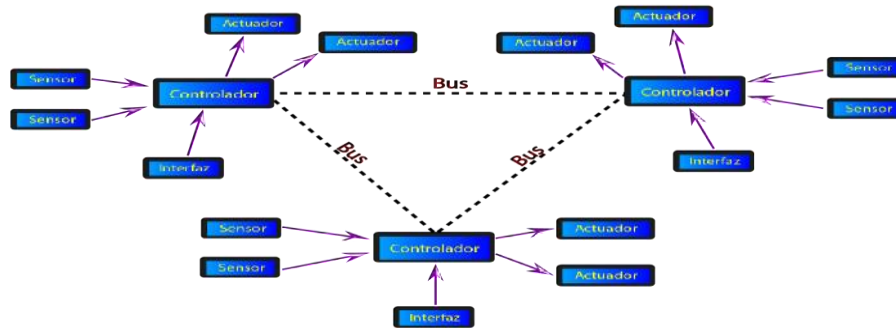 Actuador
Actuador
Sensor
Sensor
Controlador
Interfaz
Bus
Actuador
Actuador
Controlador
Sensor
Sensor
Interfaz
Bus
Bus
Sensor
Sensor
Controlador
Actuador
Actuador
Interfaz